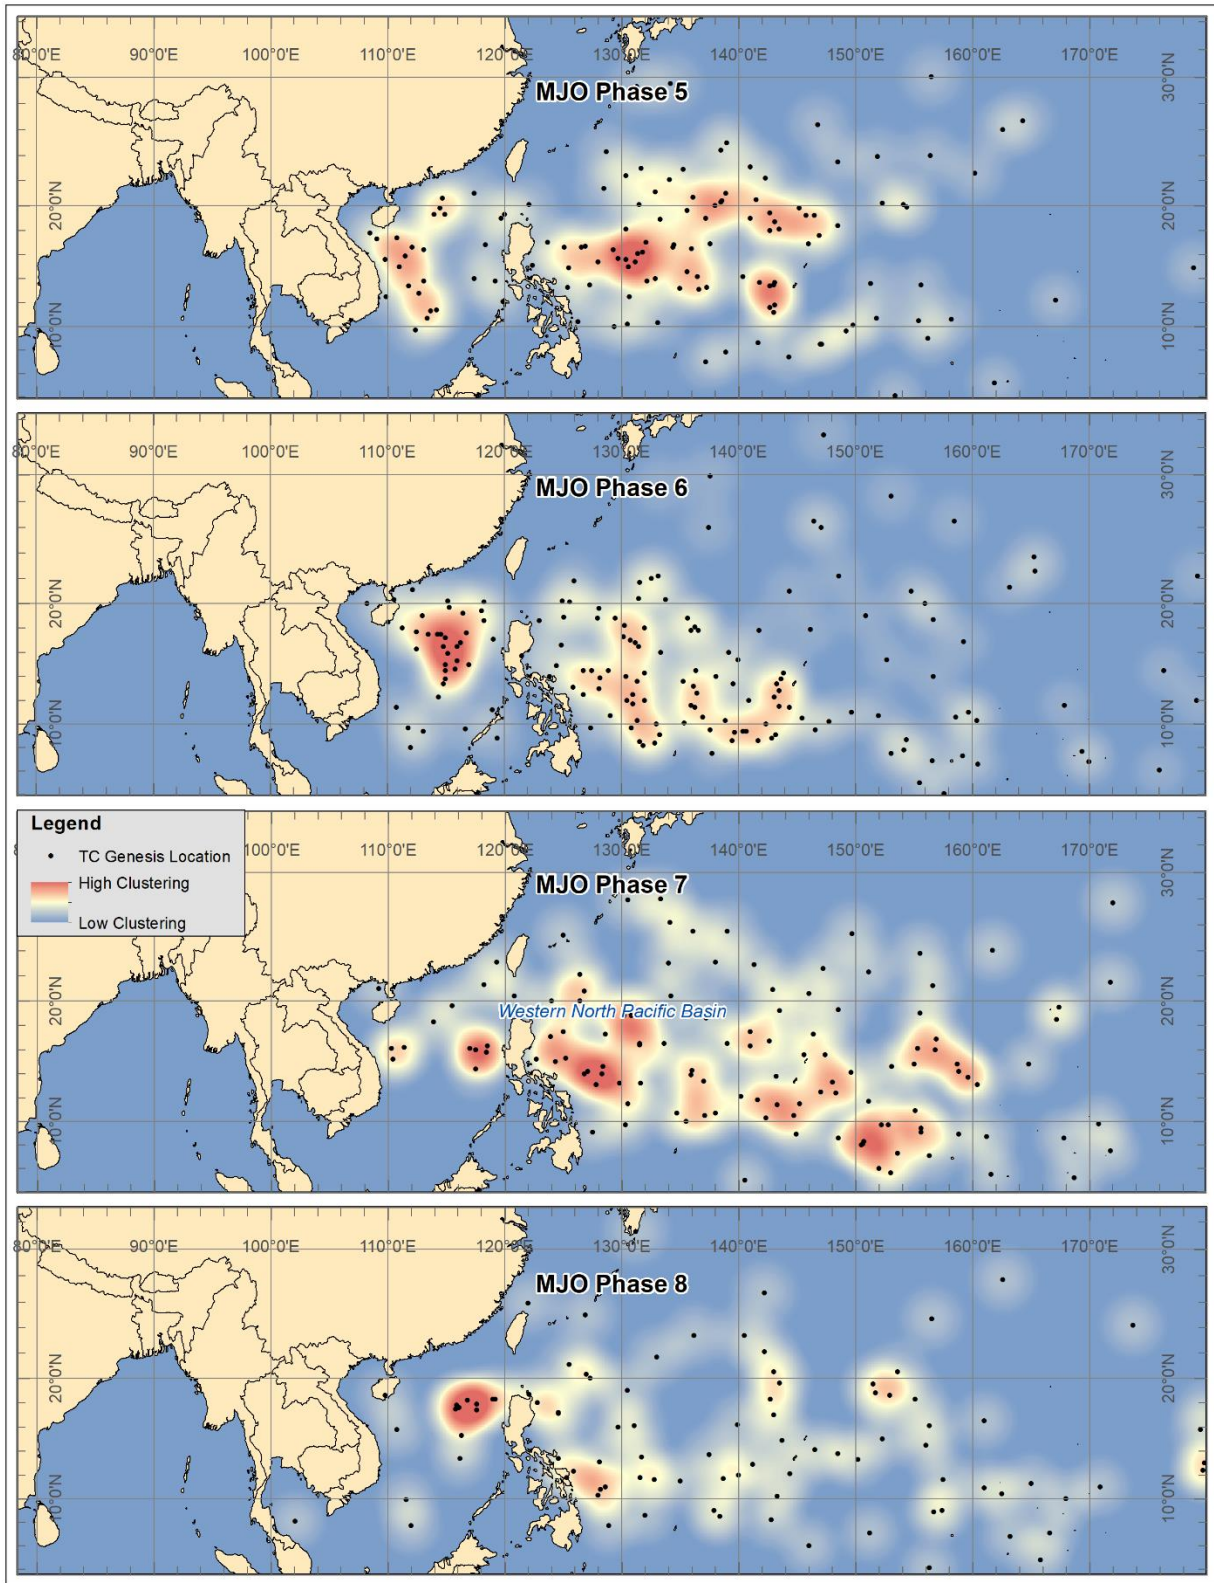 80°0'E 90°0'E 100°0'E 110°0'E 120°0'E 130°0'E 140°0'E 150°0'E 160°0'E 170°0'E
30°0'N
MJO Phase 5
20°0'N 20°0'N
10°0'N 10°0'N
80°0'E 90°0'E 100°0'E 110°0'E 120°0'E 130°0'E 140°0'E 150°0'E 160°0'E 170°0'E
30°0'N
MJO Phase 6
20°0'N 20°0'N
10°0'N 10°0'N
Legend
TC Genesis Location
High Clustering
Low Clustering
100°0'E 110°0'E 120°0'E 130°0'E 140°0'E 150°0'E 160°0'E 170°0'E
30°0'N
MJO Phase 7
20°0'N 20°0'N
Western North Pacific Basin
10°0'N 10°0'N
80°0'E 90°0'E 100°0'E 110°0'E 120°0'E 130°0'E 140°0'E 150°0'E 160°0'E 170°0'E
30°0'N
MJO Phase 8
20°0'N 20°0'N
10°0'N 10°0'N